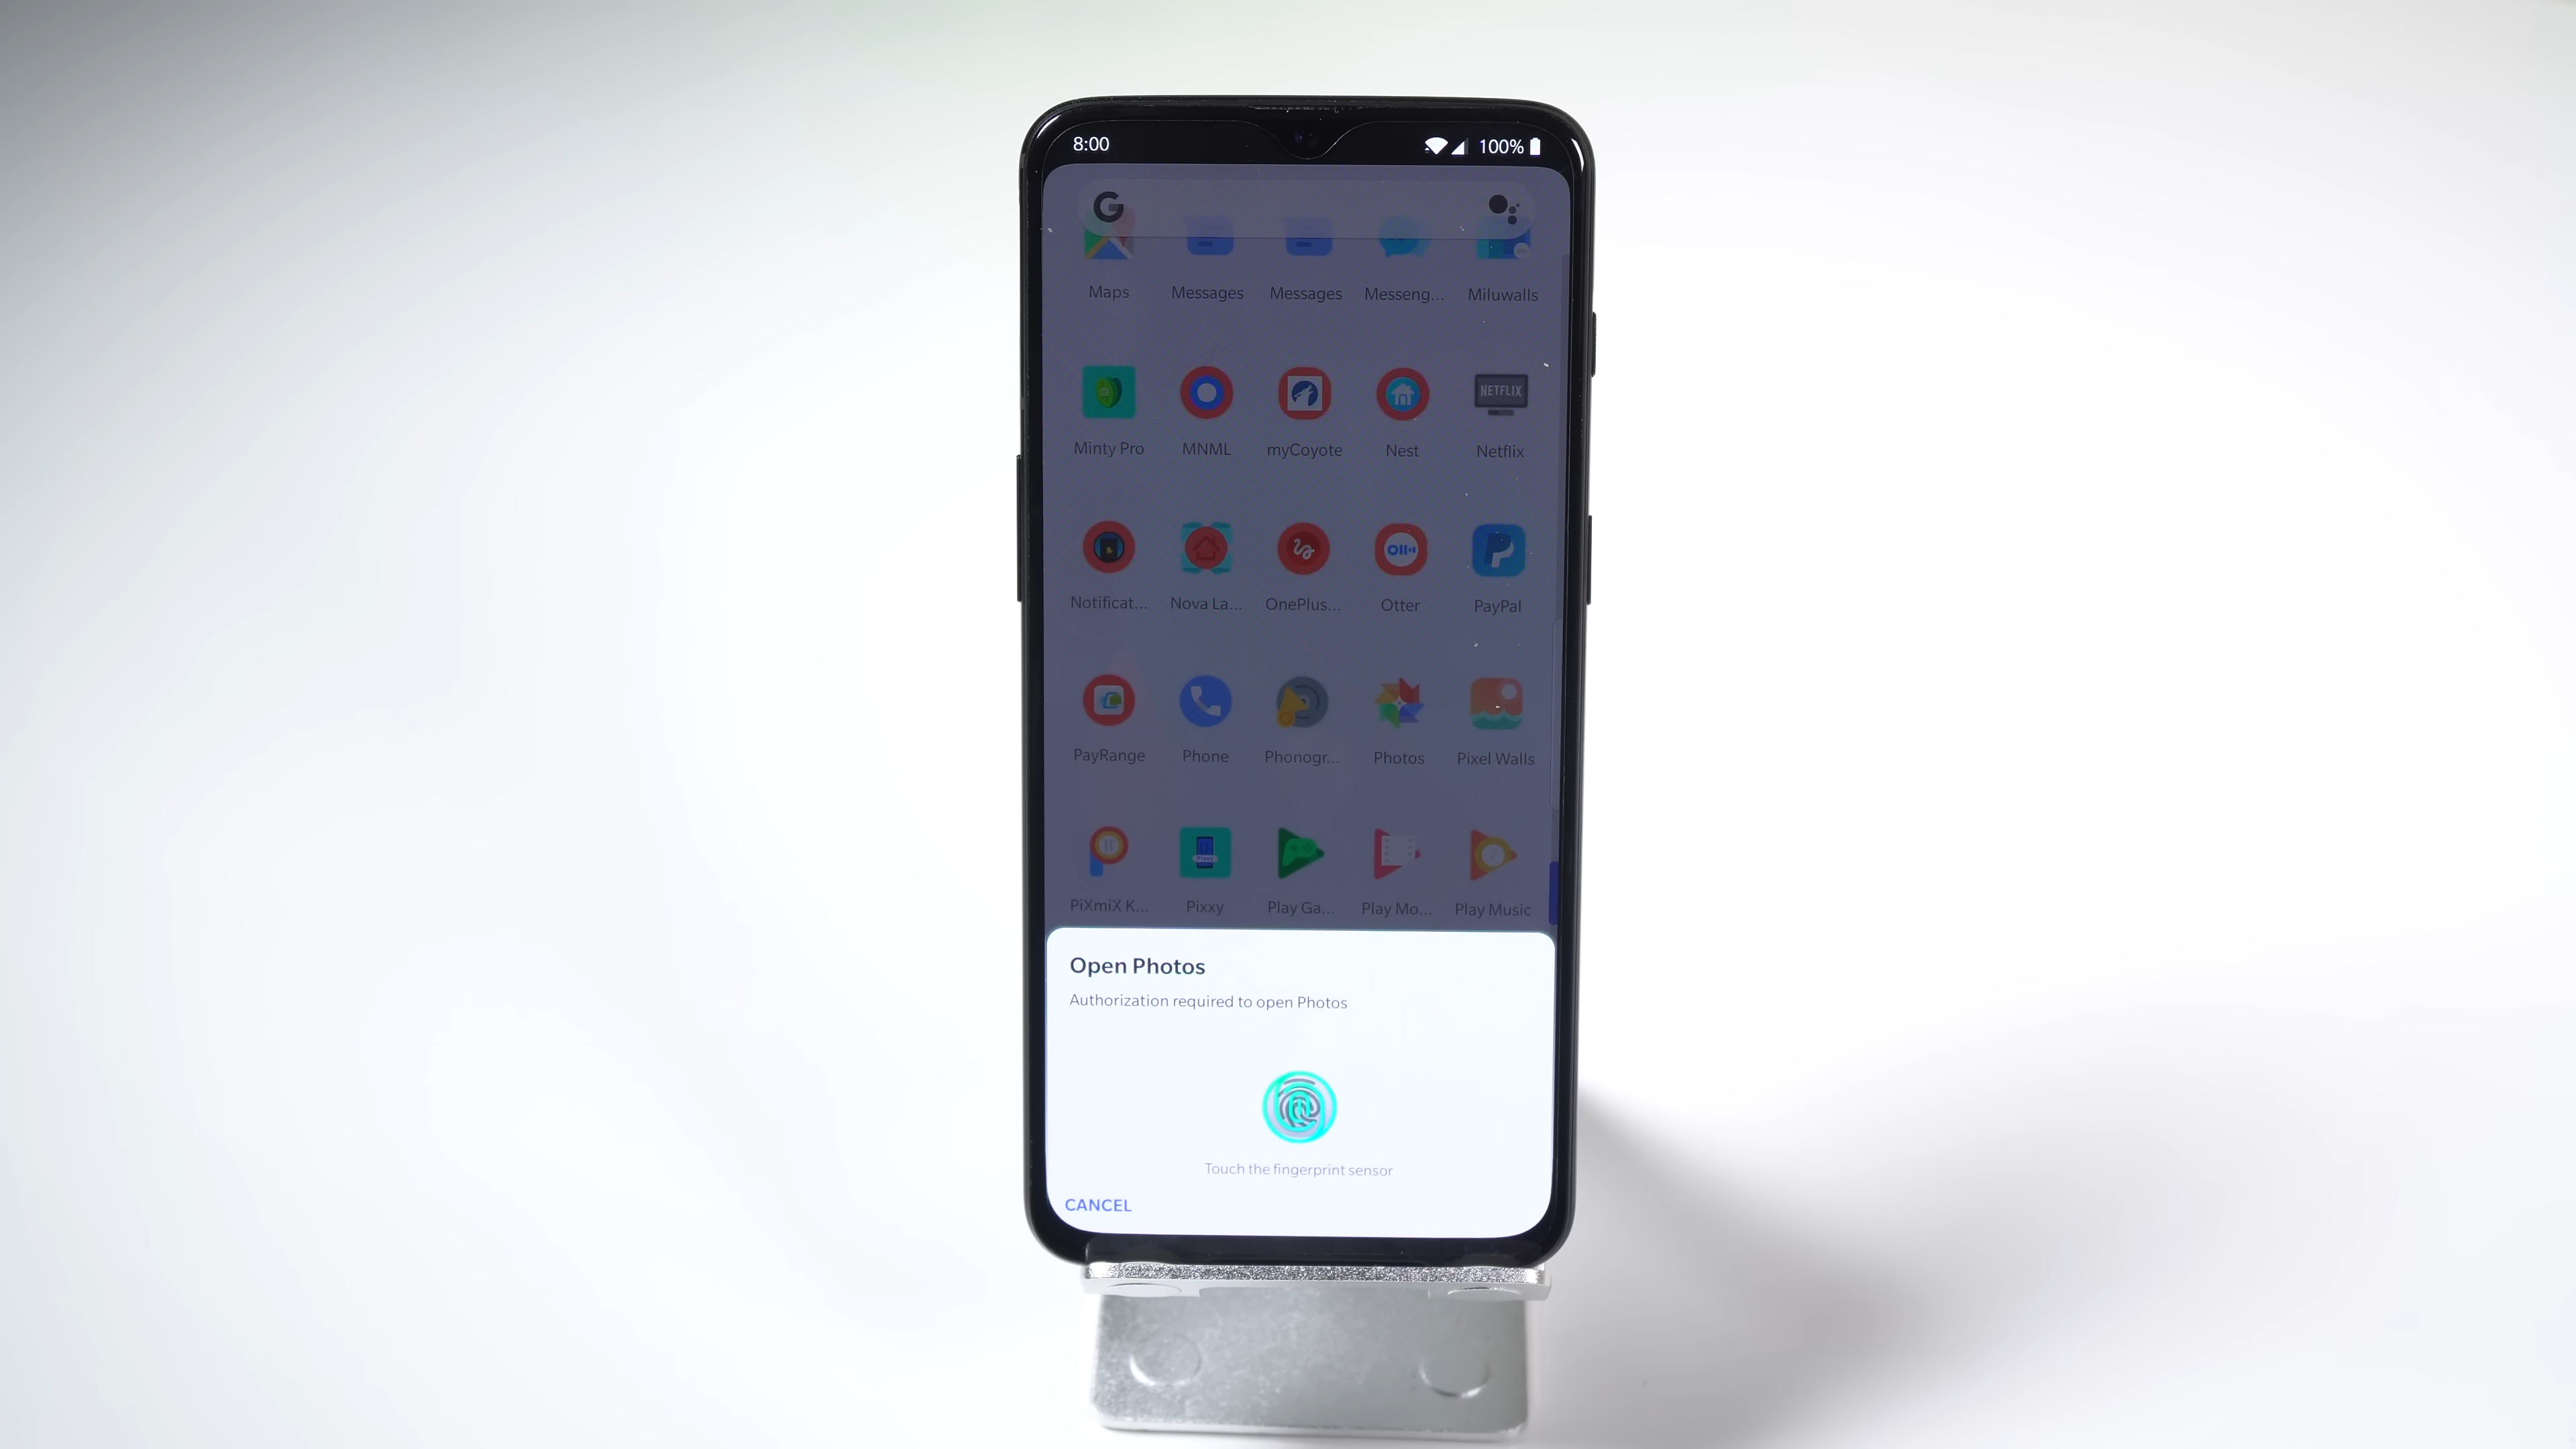 8:00 100%
G
Maps Messages Messages Messeng... Miluwalls
NETFLIX
Minty Pro MNML myCoyote Nest Netflix
Notificat... Nova La... OnePlus... Otter PayPal
PayRange Phone Phonogr... Photos Pixel Walls
Pixxy
PiXmiX K... Pixxy Play Ga... Play Mo... Play Music
Open Photos
Authorization required to open Photos
Touch the fingerprint sensor
CANCEL